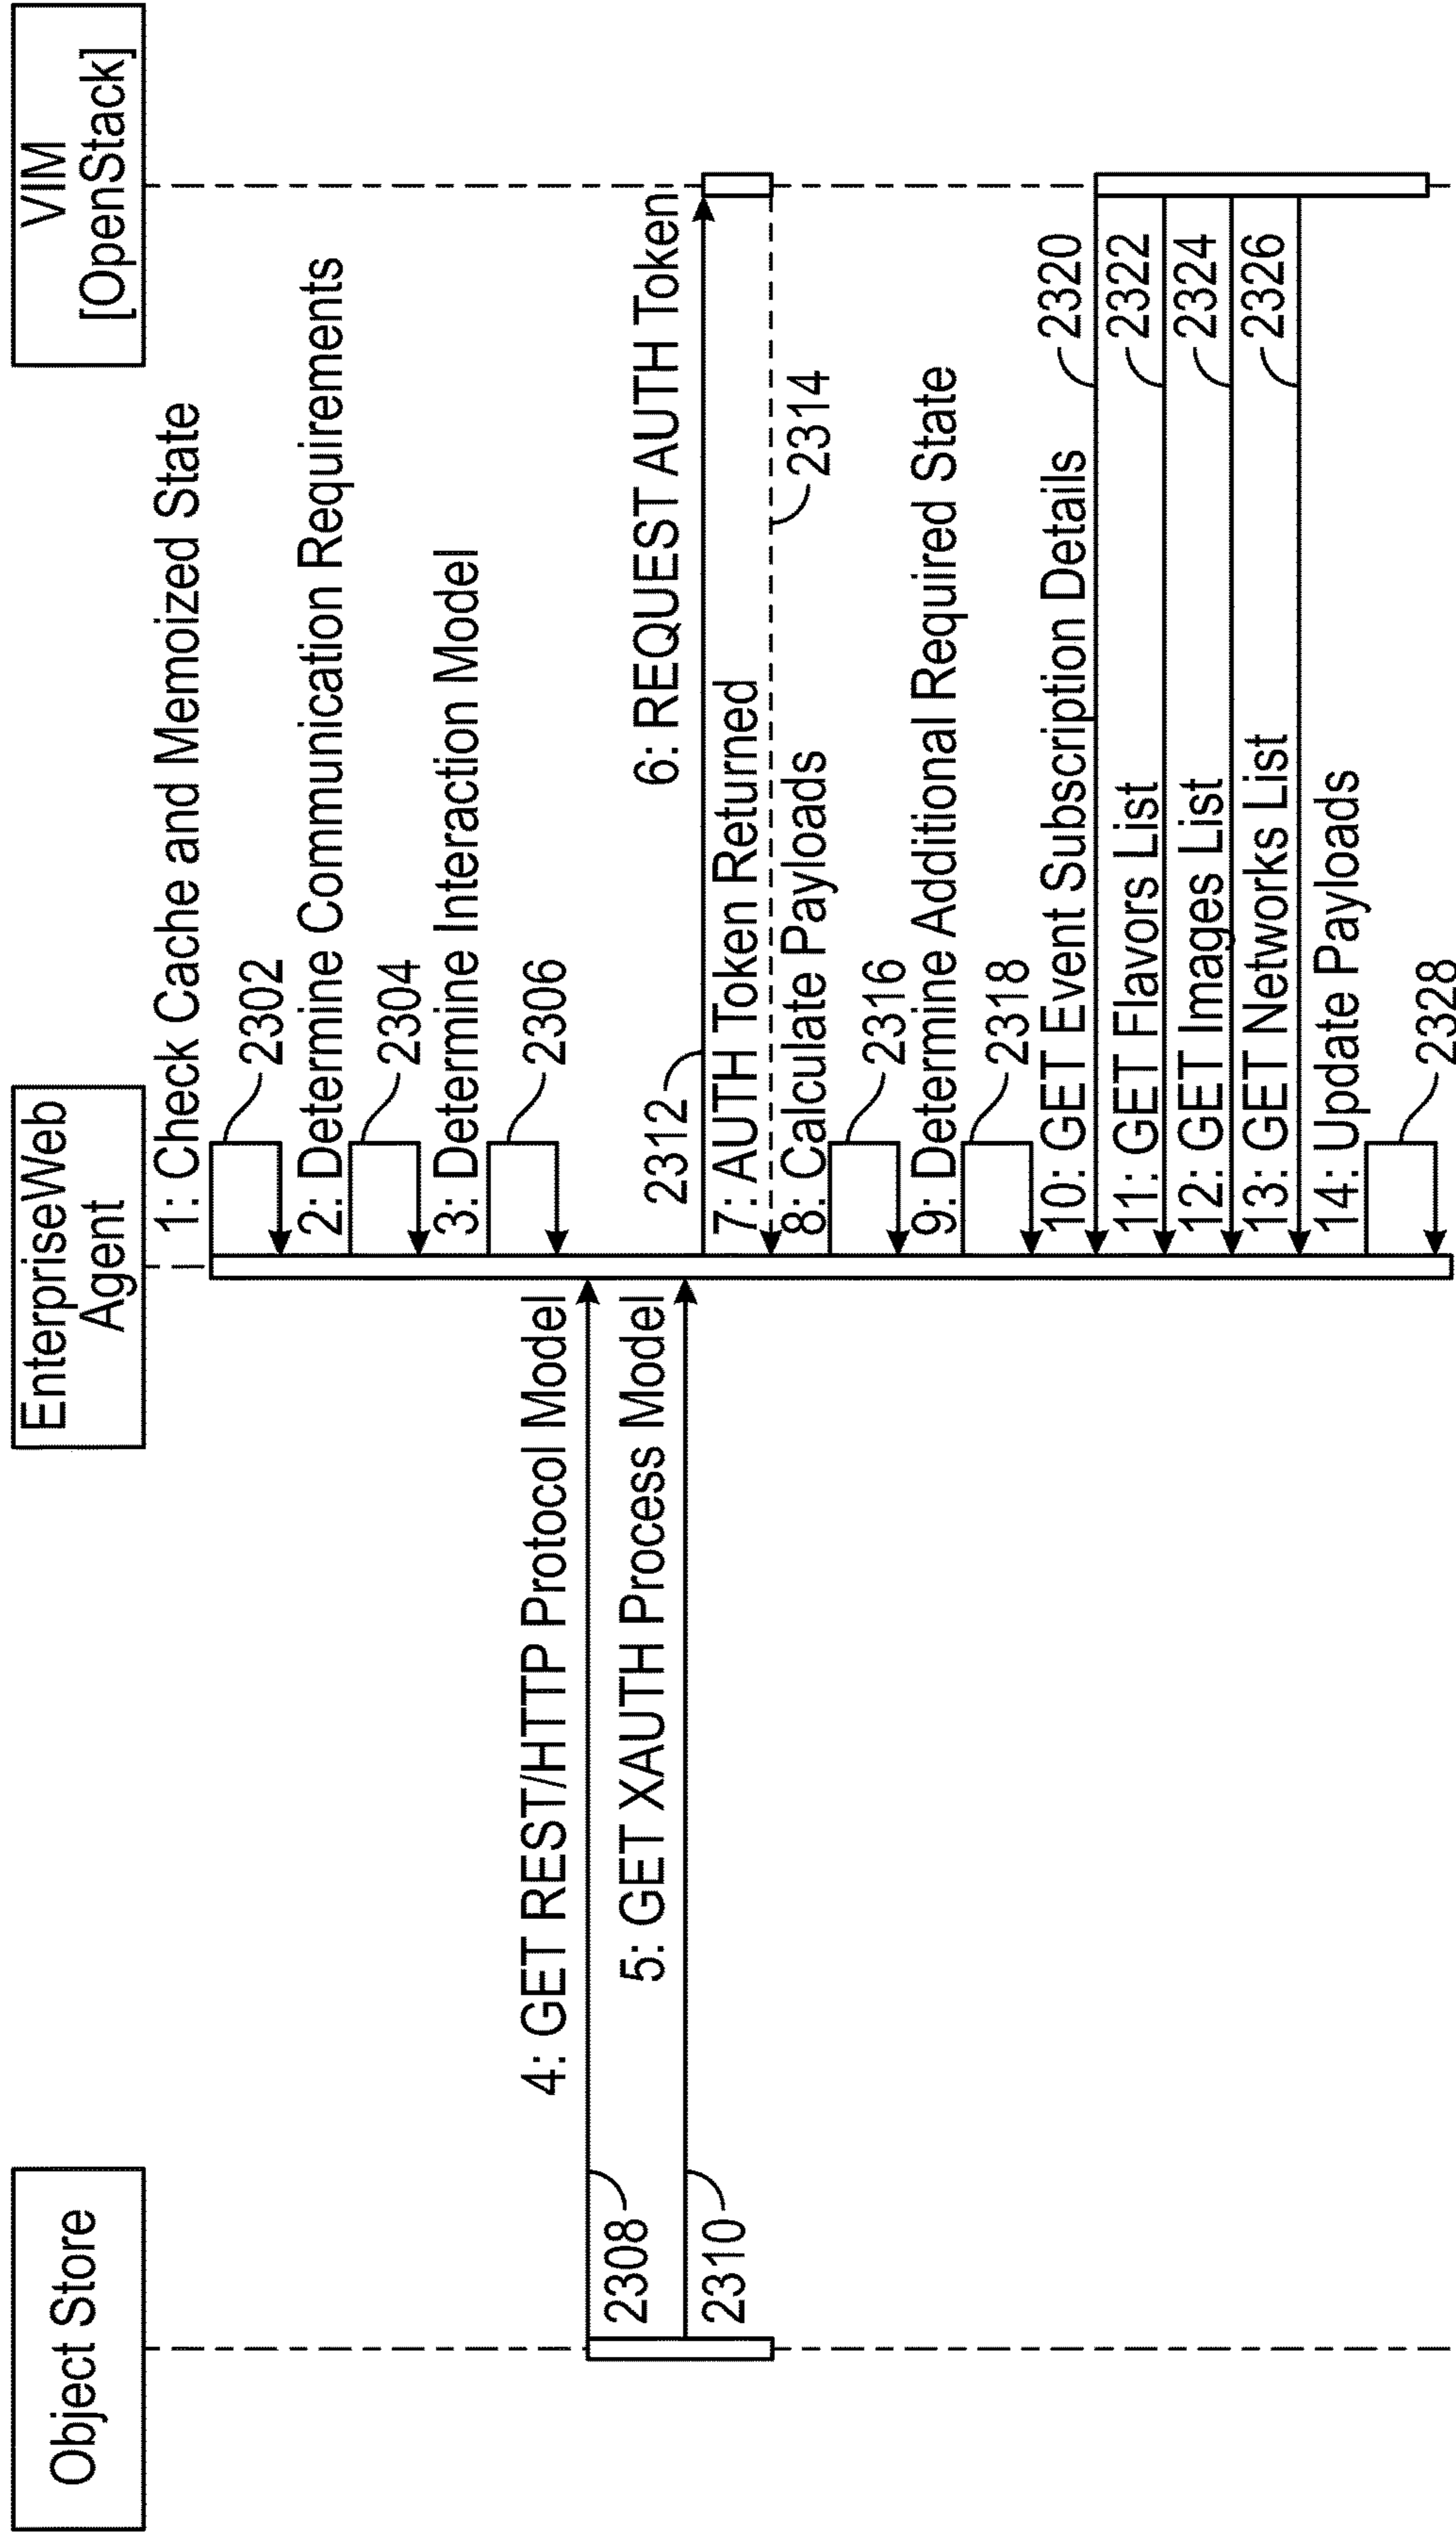 Object Store
EnterpriseWeb
Agent
VIM
[OpenStack]
1: Check Cache and Memoized State
2302
2: Determine Communication Requirements
2304
3: Determine Interaction Model
2306
4: GET REST/HTTP Protocol Model
2308
5: GET XAUTH Process Model
2310
6: REQUEST AUTH Token
2312
7: AUTH Token Returned
2314
8: Calculate Payloads
2316
9: Determine Additional Required State
2318
10: GET Event Subscription Details
2320
11: GET Flavors List
2322
12: GET Images List
2324
13: GET Networks List
2326
14: Update Payloads
2328